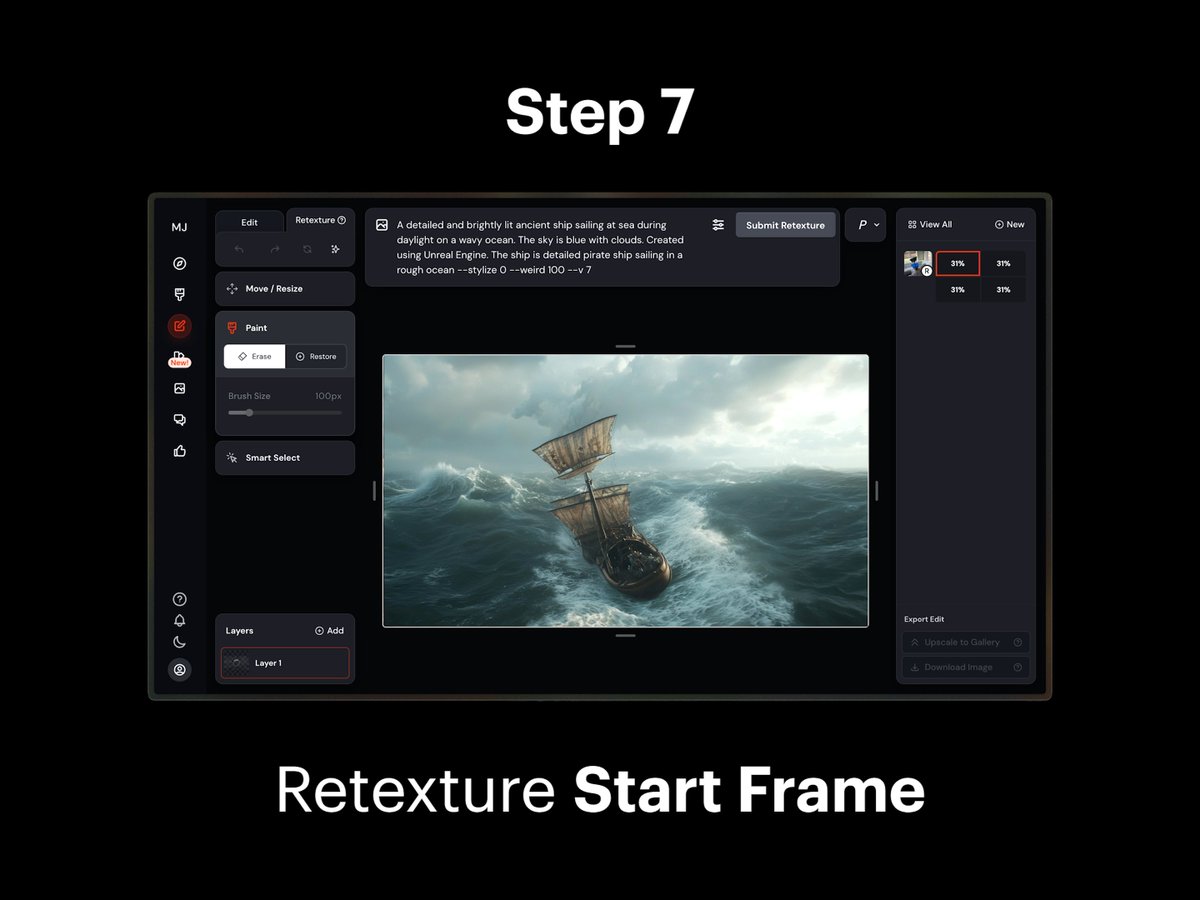 Step 7
MJ
New!
Edit
Retexture
Move / Resize
Paint
Erase
Restore
Brush Size 100px
Smart Select
Layers
Add
Layer 1
A detailed and brightly lit ancient ship sailing at sea during
daylight on a wavy ocean. The sky is blue with clouds. Created
using Unreal Engine. The ship is detailed pirate ship sailing in a
rough ocean --stylize 0 --weird 100 --v 7
Submit Retexture
P
View All
New
R
31% 31%
31% 31%
Export Edit
Upscale to Gallery
Download Image
Retexture Start Frame